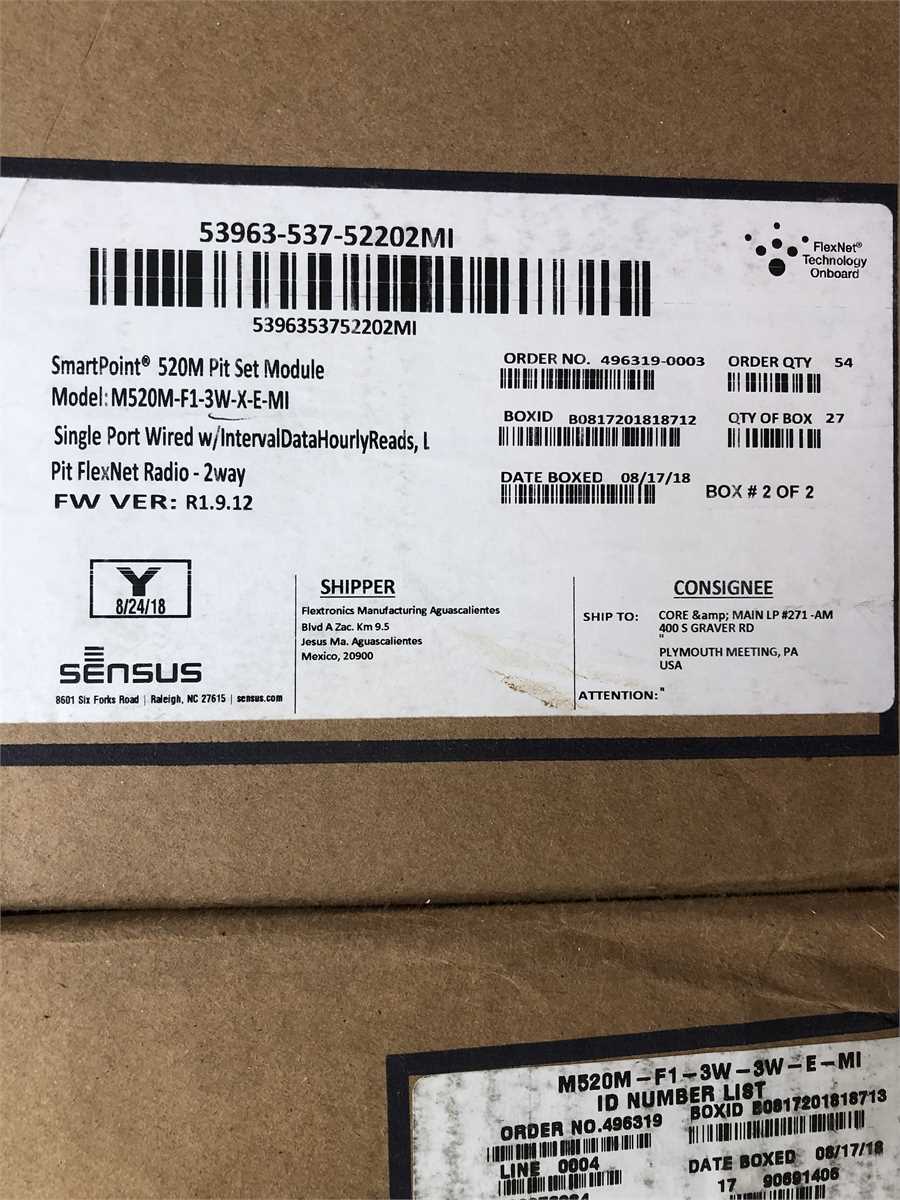 53963-537-52202MI
5396353752202MI
FlexNet®
Technology
Onboard
SmartPoint® 520M Pit Set Module
Model: M520M-F1-3W-X-E-MI
Single Port Wired w/IntervalDataHourlyReads, L
Pit FlexNet Radio - 2way
FW VER: R1.9.12
ORDER NO. 496319-0003
ORDER QTY 54
BOXID B0817201818712
QTY OF BOX 27
DATE BOXED 08/17/18
BOX # 2 OF 2
Y
8/24/18
SENSUS
8601 Six Forks Road | Raleigh, NC 27615 | sensus.com
SHIPPER
Flextronics Manufacturing Aguascalientes
Blvd A Zac. Km 9.5
Jesus Ma. Aguascalientes
Mexico, 20900
CONSIGNEE
SHIP TO: CORE &amp; MAIN LP #271 -AM
400 S GRAVER RD
"
PLYMOUTH MEETING, PA
USA
ATTENTION: "
M520M-F1-3W-3W-E-MI
ID NUMBER LIST
ORDER NO.496319
BOXID B0817201818713
LINE 0004
DATE BOXED 08/17/18
17 90691406